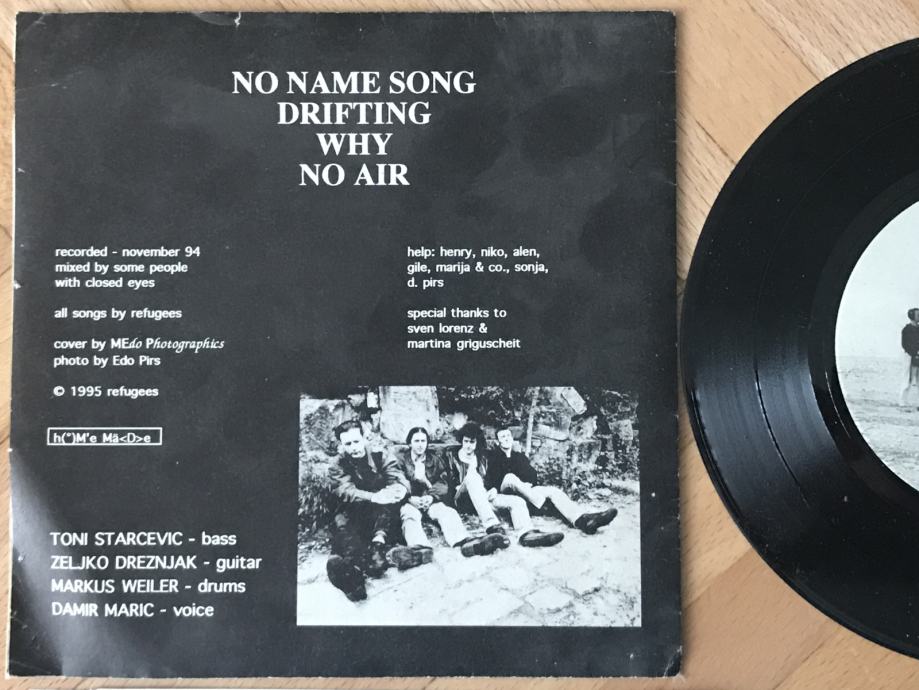 NO NAME SONG
DRIFTING
WHY
NO AIR
recorded - november 94
mixed by some people
with closed eyes
all songs by refugees
cover by MEdo Photographics
photo by Edo Pirs
© 1995 refugees
h(°)M'e Mä<D>e
help: henry, niko, alen,
gile, marija & co., sonja,
d. pirs
special thanks to
sven lorenz &
martina griguscheit
TONI STARCEVIC - bass
ZELJKO DREZNJAK - guitar
MARKUS WEILER - drums
DAMIR MARIC - voice